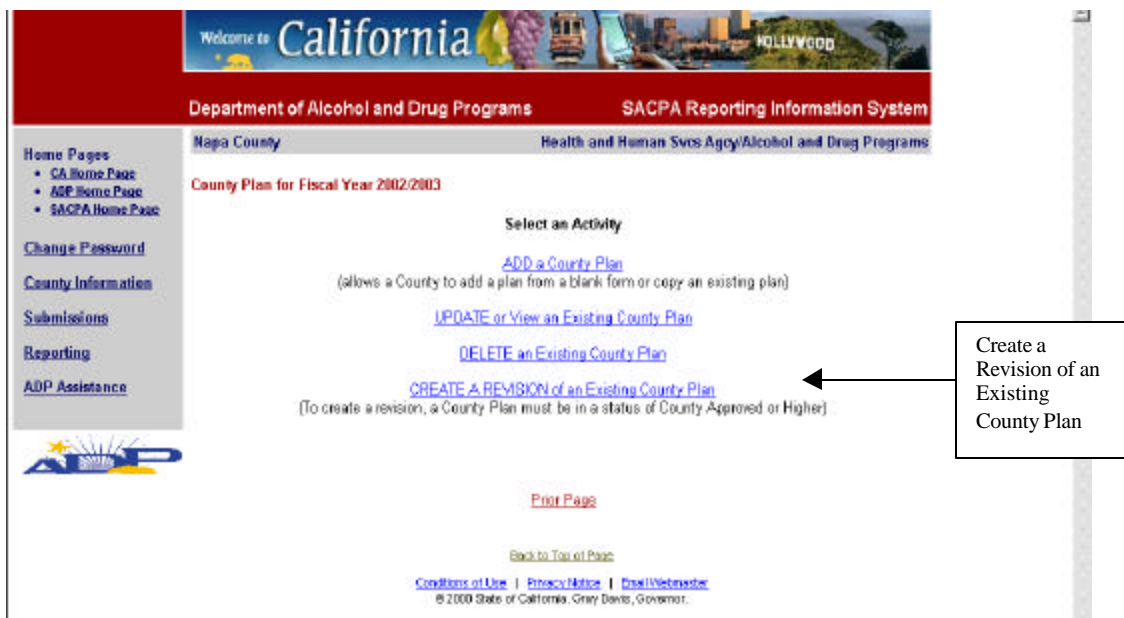 Welcome to California
HOLLYWOOD
Department of Alcohol and Drug Programs SACPA Reporting Information System
Napa County Health and Human Svcs Agcy/Alcohol and Drug Programs
Home Pages
• CA Home Page
• ADP Home Page
• SACPA Home Page
Change Password
County Information
Submissions
Reporting
ADP Assistance
ADP
County Plan for Fiscal Year 2002/2003
Select an Activity
ADD a County Plan
(allows a County to add a plan from a blank form or copy an existing plan)
UPDATE or View an Existing County Plan
DELETE an Existing County Plan
CREATE A REVISION of an Existing County Plan
(To create a revision, a County Plan must be in a status of County Approved or Higher)
Create a
Revision of an
Existing
County Plan
Prior Page
Back to Top of Page
Conditions of Use | Privacy Notice | Email Webmaster
© 2000 State of California. Gray Davis, Governor.